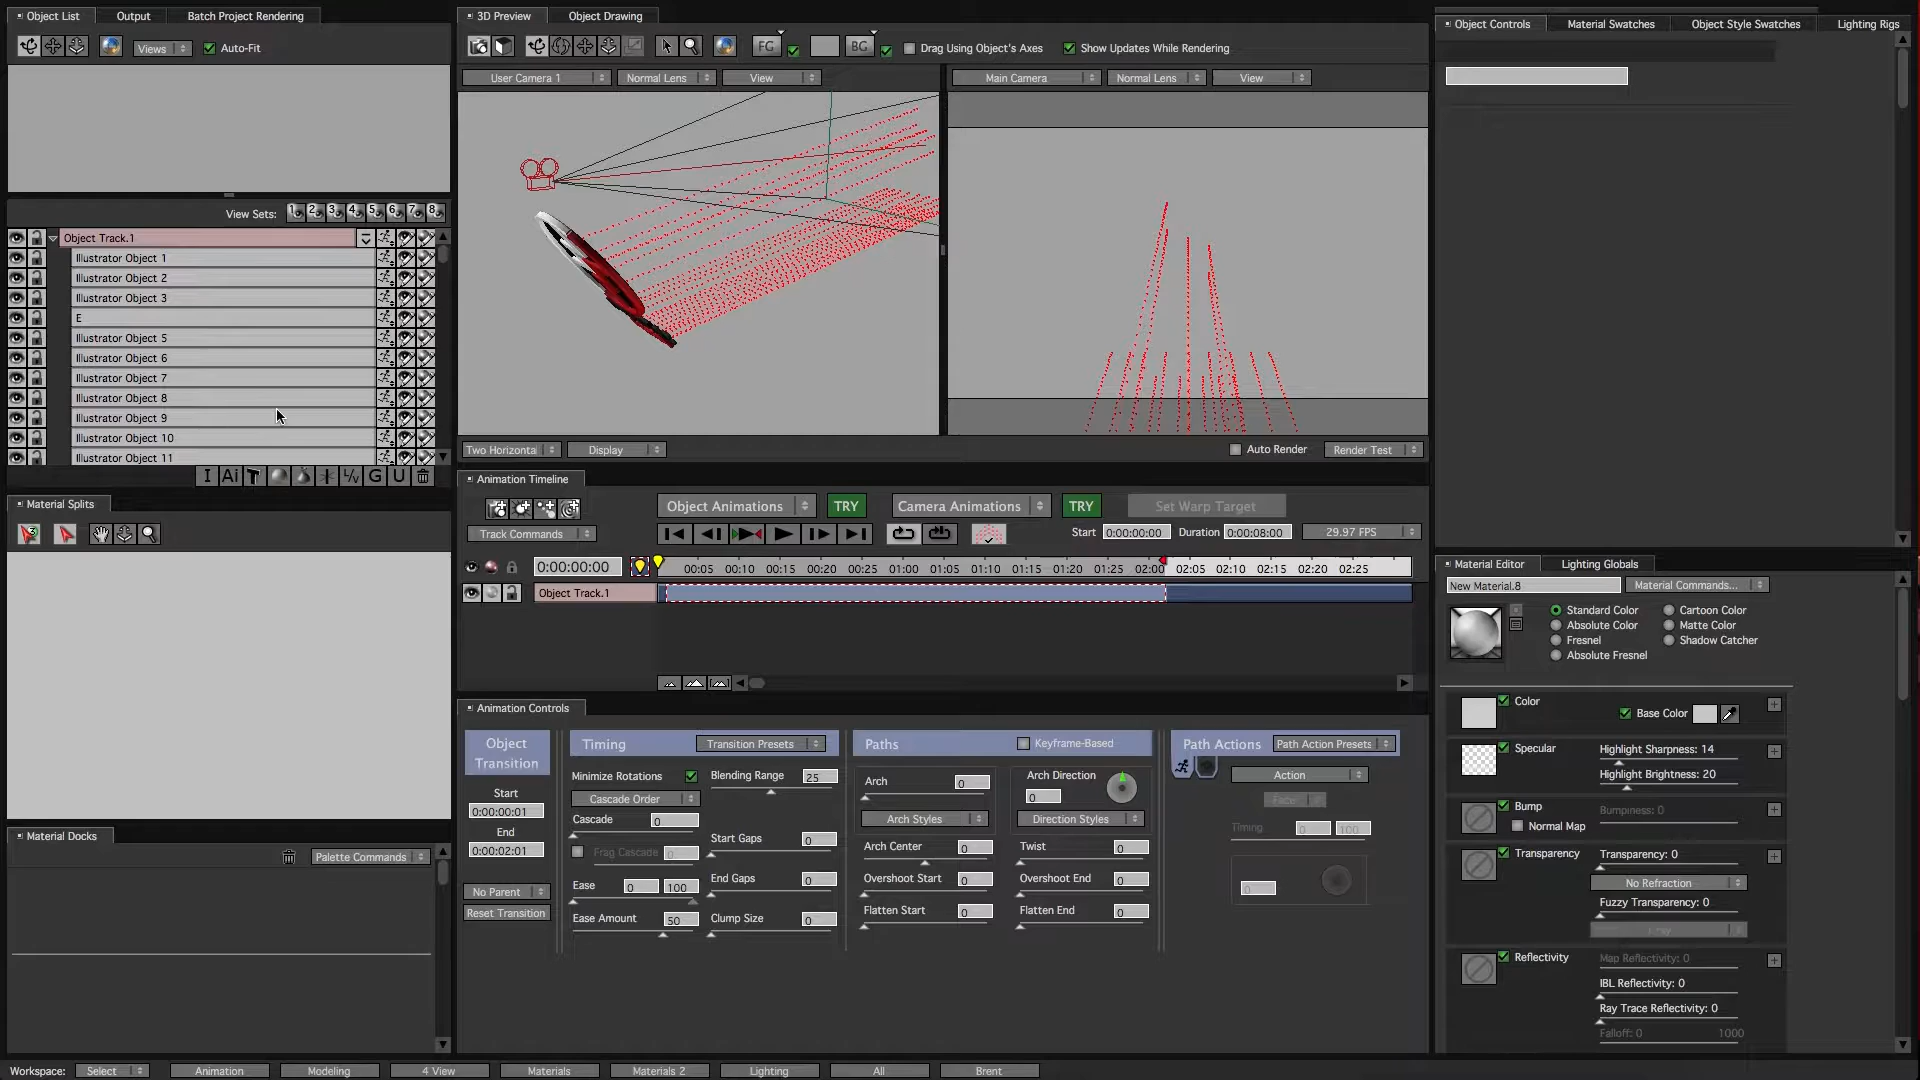 Object List
Output
Batch Project Rendering
3D Preview
Object Drawing
Object Controls
Material Swatches
Object Style Swatches
Lighting Rigs
Views
Auto-Fit
FG
BG
Drag Using Object's Axes
Show Updates While Rendering
User Camera 1
Normal Lens
View
Main Camera
Normal Lens
View
View Sets:
1
2
3
4
5
6
7
8
Object Track.1
Illustrator Object 1
Illustrator Object 2
Illustrator Object 3
E
Illustrator Object 5
Illustrator Object 6
Illustrator Object 7
Illustrator Object 8
Illustrator Object 9
Illustrator Object 10
Illustrator Object 11
I
Ai
T
G
U
Two Horizonta
Display
Auto Render
Render Test
Animation Timeline
Object Animations
TRY
Camera Animations
TRY
Set Warp Target
Track Commands
Start
0:00:00:00
Duration
0:00:08:00
29.97 FPS
0:00:00:00
00:05
00:10
00:15
00:20
00:25
01:00
01:05
01:10
01:15
01:20
01:25
02:00
02:05
02:10
02:15
02:20
02:25
Object Track.1
Material Splits
Material Docks
Palette Commands
Animation Controls
Object
Transition
Start
0:00:00:01
End
0:00:02:01
No Parent
Reset Transition
Timing
Transition Presets
Minimize Rotations
Blending Range
25
Cascade Order
Cascade
0
Start Gaps
0
Frag Cascade
0
Ease
0
100
End Gaps
0
Ease Amount
50
Clump Size
0
Paths
Keyframe-Based
Arch
0
Arch Direction
0
Arch Styles
Direction Styles
Arch Center
0
Twist
0
Overshoot Start
0
Overshoot End
0
Flatten Start
0
Flatten End
0
Path Actions
Path Action Presets
Action
Face
Timing
0
100
0
Material Editor
Lighting Globals
New Material.8
Material Commands...
Standard Color
Cartoon Color
Absolute Color
Matte Color
Fresnel
Shadow Catcher
Absolute Fresnel
Color
Base Color
Specular
Highlight Sharpness: 14
Highlight Brightness: 20
Bump
Bumpiness: 0
Normal Map
Transparency
Transparency: 0
No Refraction
Fuzzy Transparency: 0
Reflectivity
Map Reflectivity: 0
IBL Reflectivity: 0
Ray Trace Reflectivity: 0
Falloff: 0
1000
Workspace:
Select
Animation
Modeling
4 View
Materials
Materials 2
Lighting
All
Brent